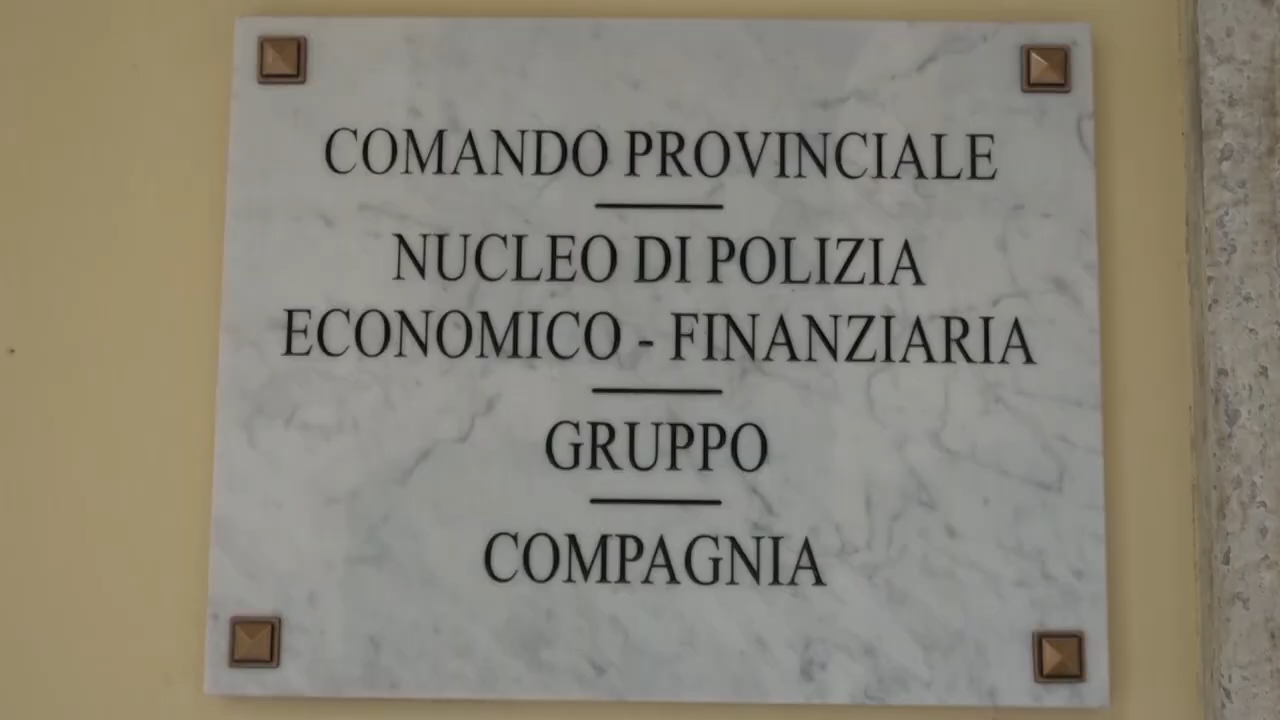 COMANDO PROVINCIALE
NUCLEO DI POLIZIA
ECONOMICO - FINANZIARIA
GRUPPO
COMPAGNIA